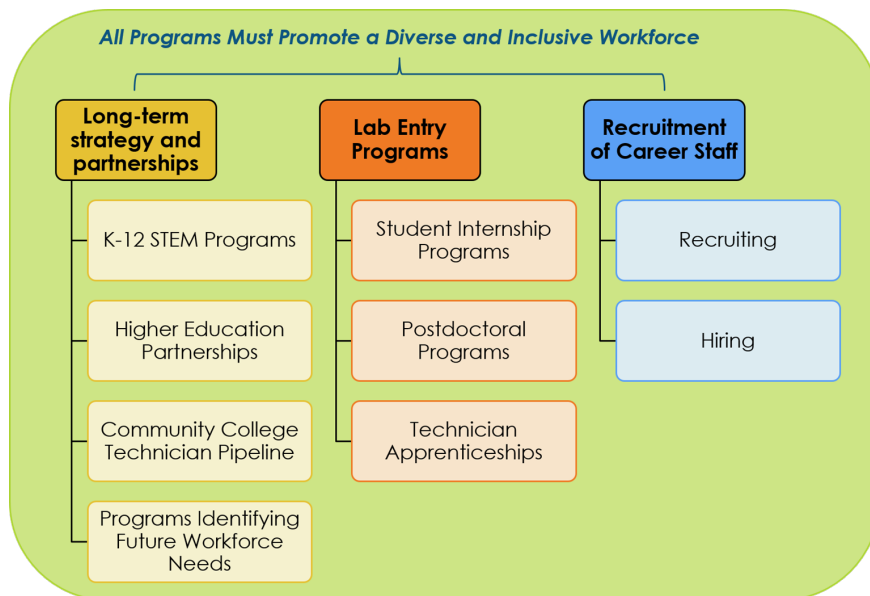 All Programs Must Promote a Diverse and Inclusive Workforce
Long-term
strategy and
partnerships
K-12 STEM Programs
Higher Education
Partnerships
Community College
Technician Pipeline
Programs Identifying
Future Workforce
Needs
Lab Entry
Programs
Student Internship
Programs
Postdoctoral
Programs
Technician
Apprenticeships
Recruitment
of Career Staff
Recruiting
Hiring